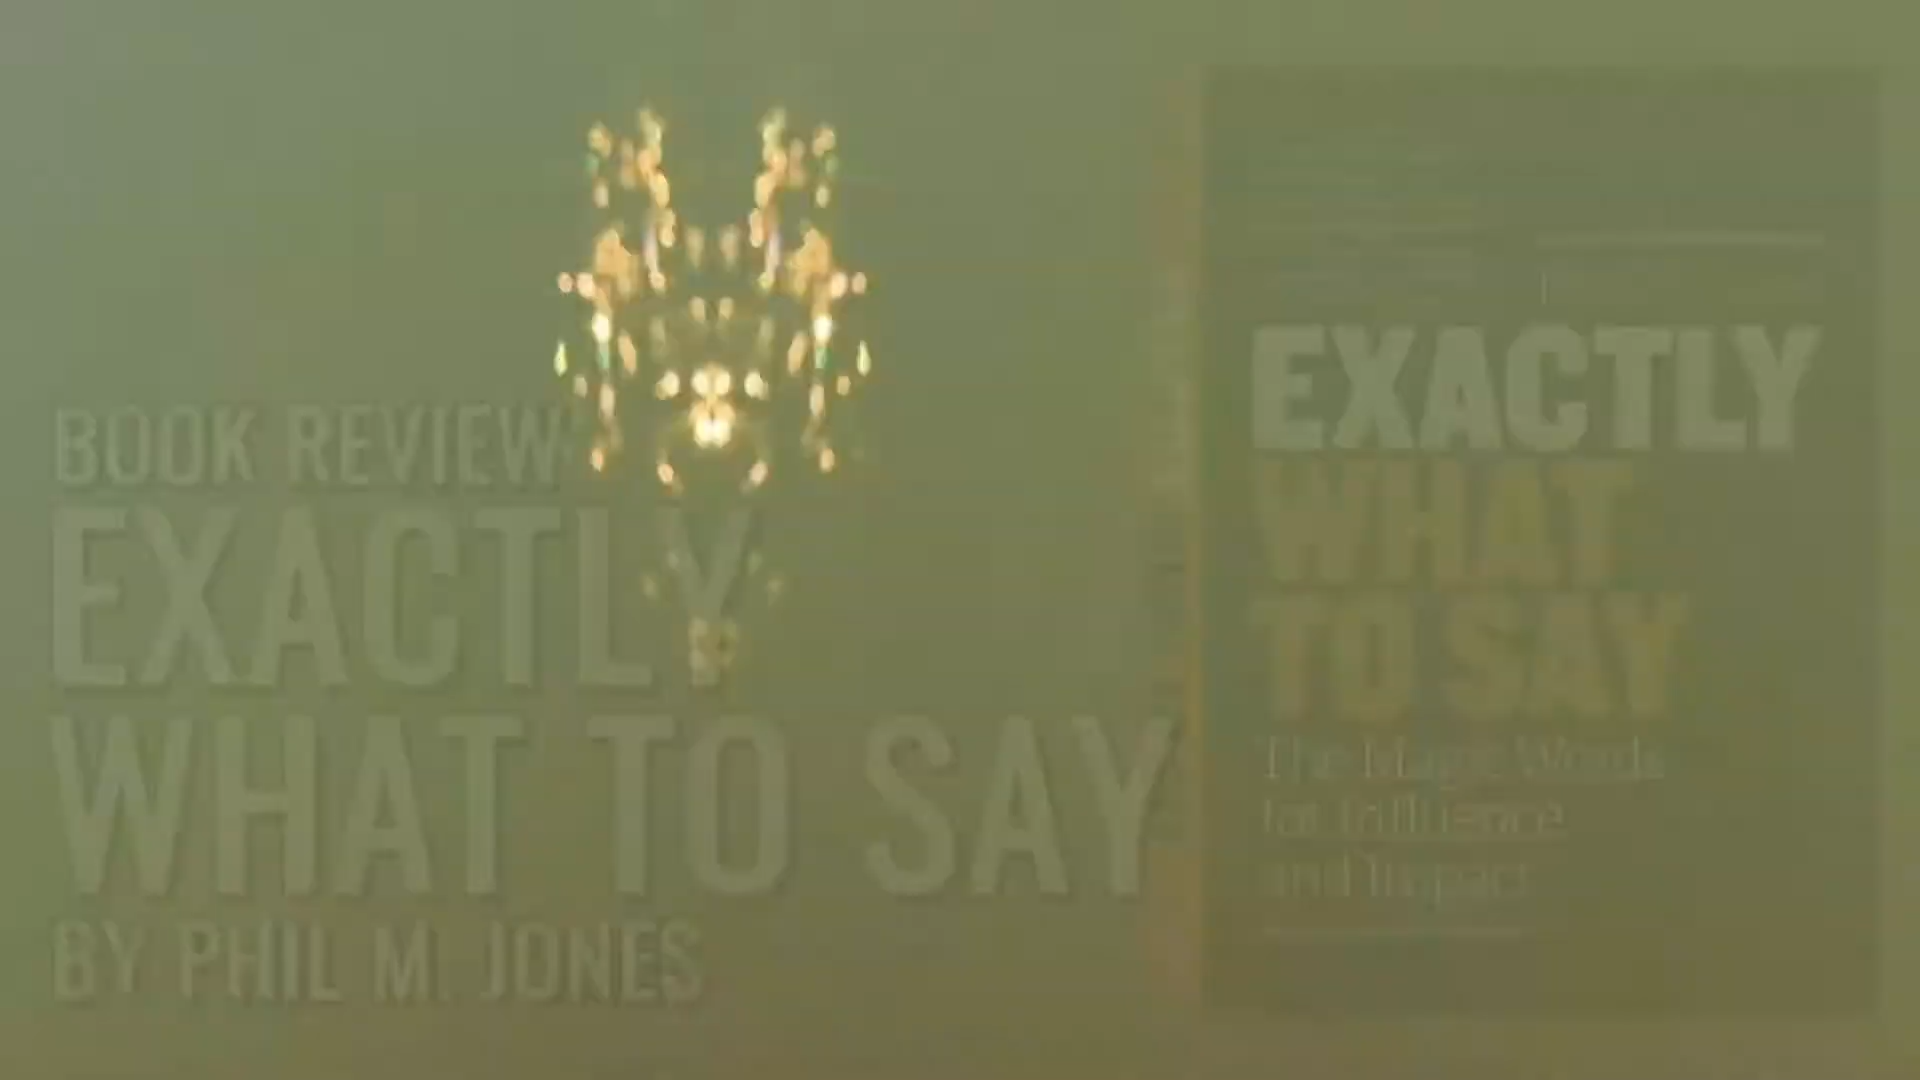 BOOK REVIEW:
EXACTLY
WHAT TO SAY
BY PHIL M. JONES
EXACTLY
WHAT
TO SAY
The Magic Words
for Influence
and Impact